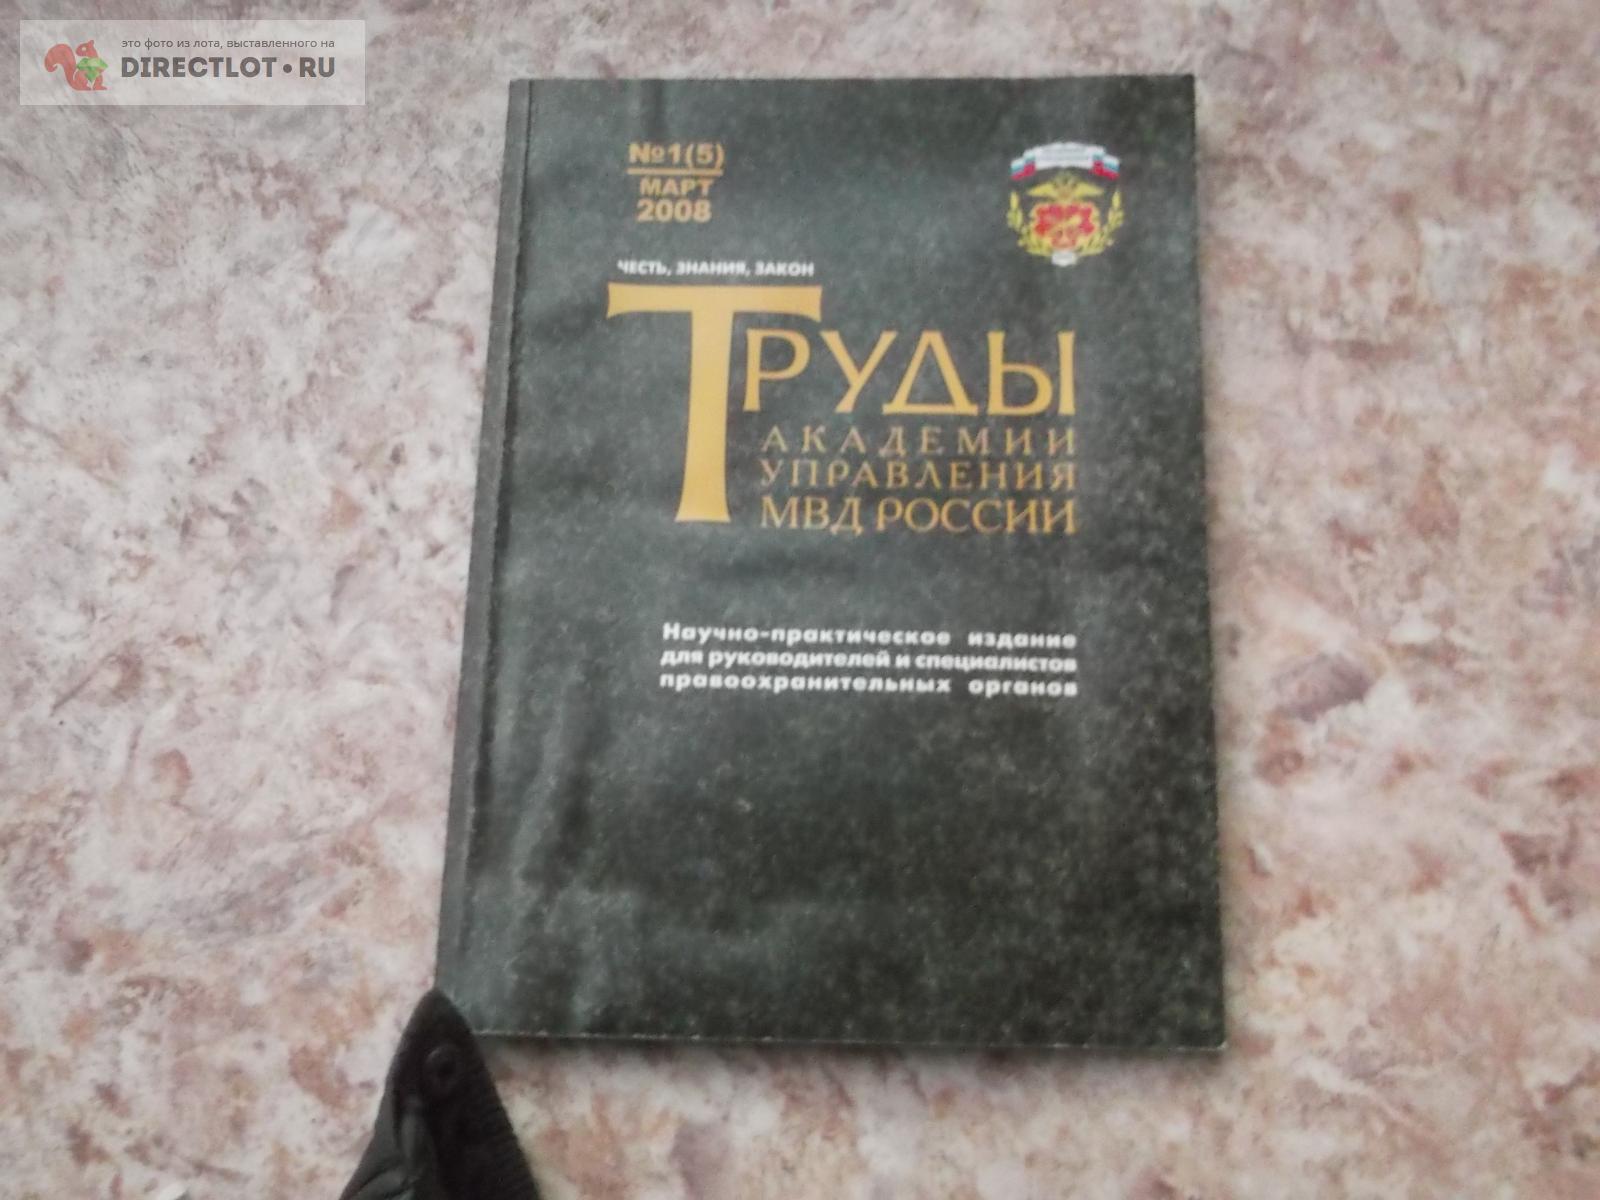 это фото из лота, выставленного на
DIRECTLOT•RU
№1(5)
МАРТ
2008
ЧЕСТЬ, ЗНАНИЯ, ЗАКОН
ТРУДЫ
АКАДЕМИИ
УПРАВЛЕНИЯ
МВД РОССИИ
Научно-практическое издание
для руководителей и специалистов
правоохранительных органов